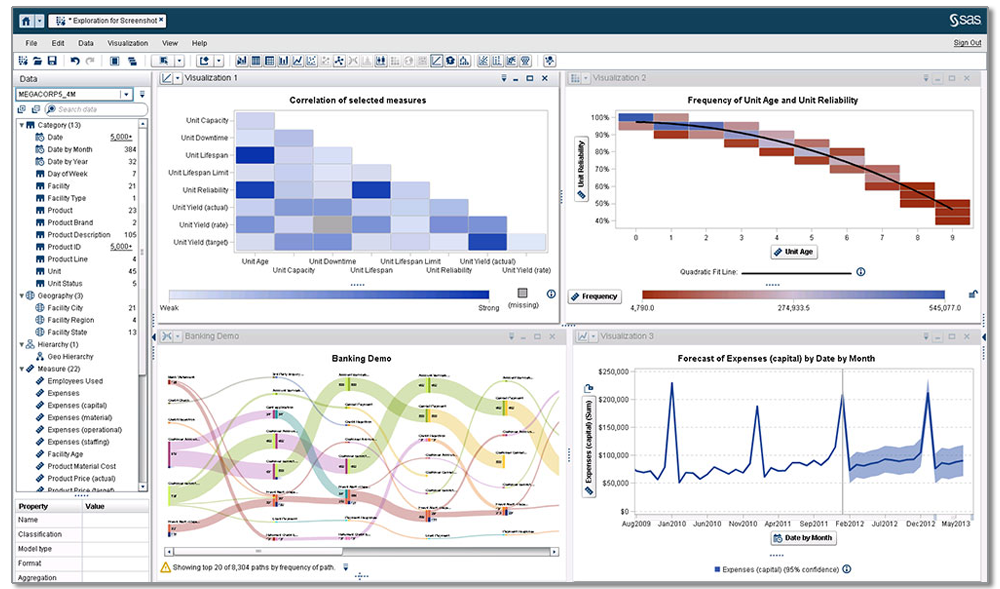 * Exploration for Screenshot
sas
File Edit Data Visualization View Help
Sign Out
Data
MEGACORP5_4M
Search data
Category (13)
Date 5,000+
Date by Month 384
Date by Year 32
Day of Week 7
Facility 21
Facility Type 1
Product 23
Product Brand 2
Product Description 105
Product ID 5,000+
Product Line 4
Unit 45
Unit Status 5
Geography (3)
Facility City 21
Facility Region 4
Facility State 13
Hierarchy (1)
Geo Hierarchy
Measure (22)
Employees Used
Expenses
Expenses (capital)
Expenses (material)
Expenses (operational)
Expenses (staffing)
Facility Age
Product Material Cost
Product Price (actual)
Product Price (target)
Property Value
Name
Classification
Model type
Format
Aggregation
Visualization 1
Correlation of selected measures
Unit Capacity
Unit Downtime
Unit Lifespan
Unit Lifespan Limit
Unit Reliability
Unit Yield (actual)
Unit Yield (rate)
Unit Yield (target)
Unit Age Unit Downtime Unit Lifespan Limit Unit Yield (actual)
Unit Capacity Unit Lifespan Unit Reliability Unit Yield (rate)
Weak Strong (missing)
Visualization 2
Frequency of Unit Age and Unit Reliability
Unit Reliability
100%
90%
80%
70%
60%
50%
40%
0 1 2 3 4 5 6 7 8 9
Unit Age
Quadratic Fit Line:
Frequency
4,790.0 274,933.5 545,077.0
Banking Demo
Banking Demo
Showing top 20 of 8,304 paths by frequency of path.
Visualization 3
Forecast of Expenses (capital) by Date by Month
Expenses (capital) (Sum)
$250,000
$200,000
$150,000
$100,000
$50,000
$0
Aug2009 Jan2010 Jun2010 Nov2010 Apr2011 Sep2011 Feb2012 Jul2012 Dec2012 May2013
Date by Month
Expenses (capital) (95% confidence)